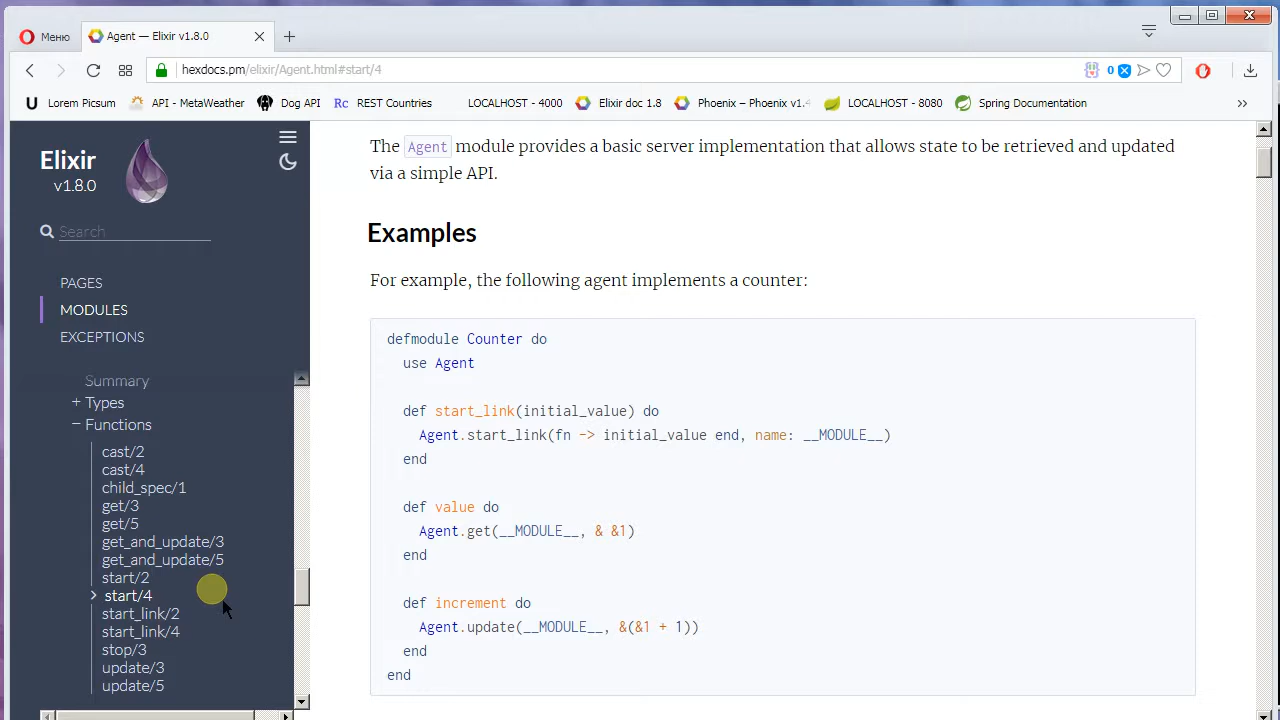 Меню
Agent — Elixir v1.8.0
hexdocs.pm/elixir/Agent.html#start/4
0
U Lorem Picsum
API - MetaWeather
Dog API
Rc REST Countries
LOCALHOST - 4000
Elixir doc 1.8
Phoenix – Phoenix v1.4
LOCALHOST - 8080
Spring Documentation
Elixir
v1.8.0
Search
PAGES
MODULES
EXCEPTIONS
Summary
+ Types
− Functions
cast/2
cast/4
child_spec/1
get/3
get/5
get_and_update/3
get_and_update/5
start/2
start/4
start_link/2
start_link/4
stop/3
update/3
update/5
The Agent module provides a basic server implementation that allows state to be retrieved and updated
via a simple API.
Examples
For example, the following agent implements a counter:
defmodule Counter do
use Agent
def start_link(initial_value) do
Agent.start_link(fn -> initial_value end, name: __MODULE__)
end
def value do
Agent.get(__MODULE__, & &1)
end
def increment do
Agent.update(__MODULE__, &(&1 + 1))
end
end